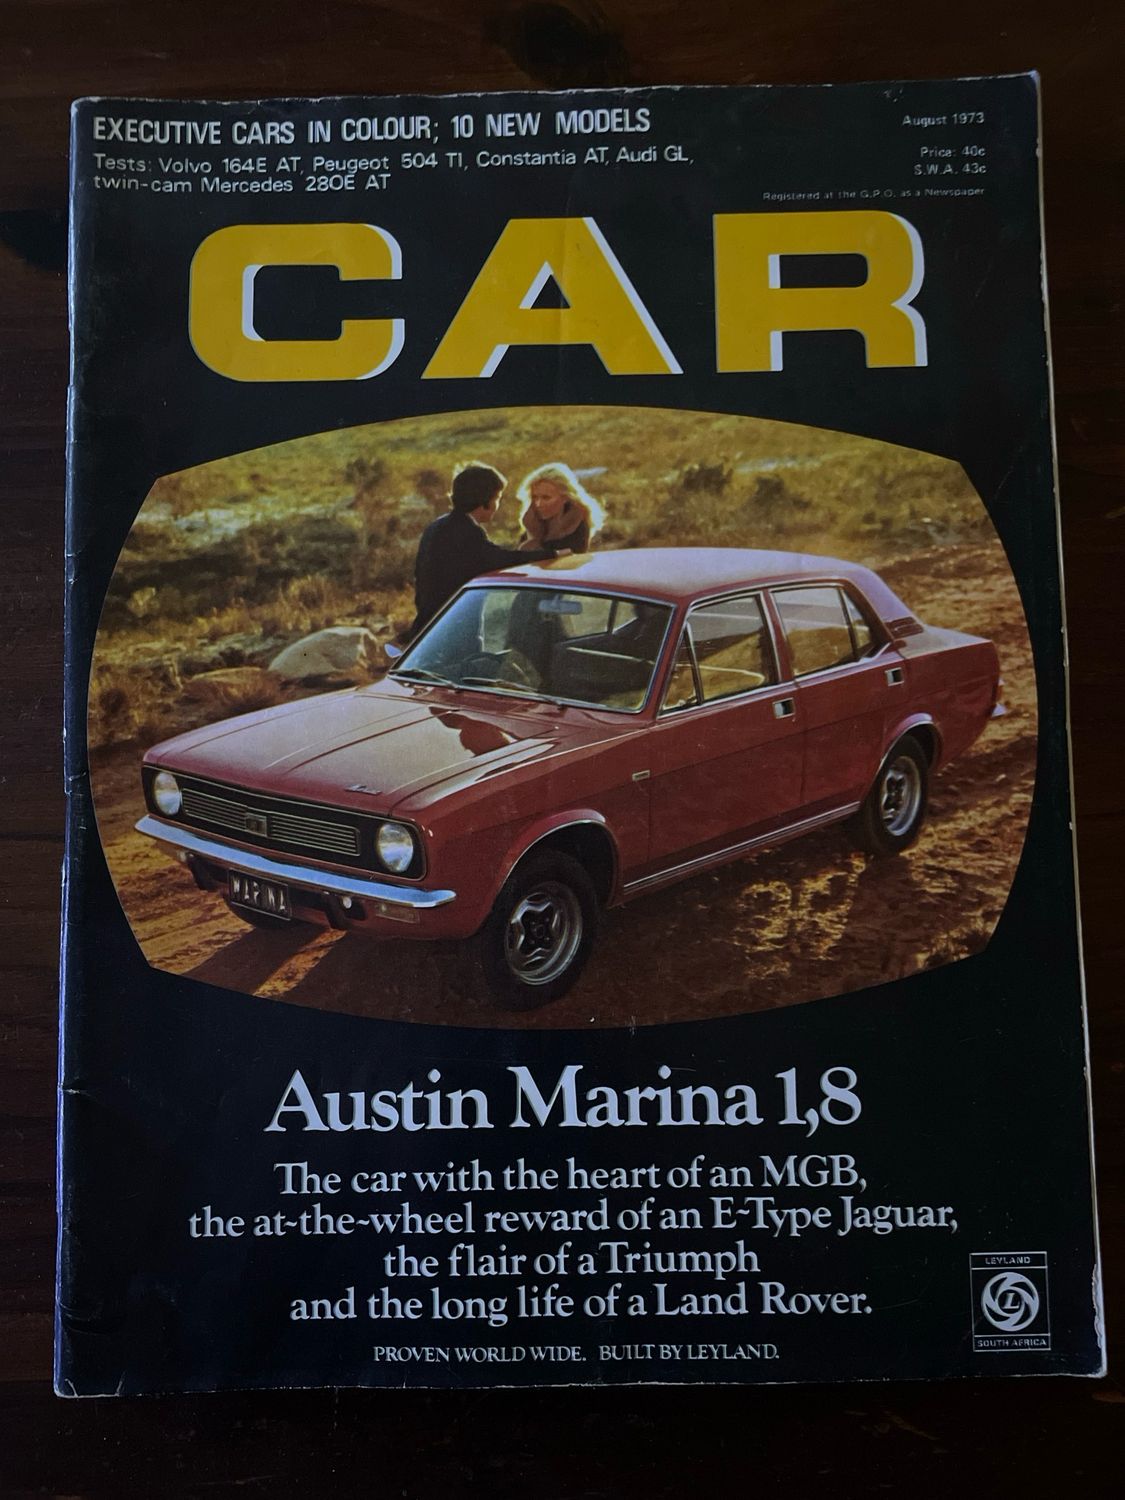 EXECUTIVE CARS IN COLOUR; 10 NEW MODELS
Tests: Volvo 164E AT, Peugeot 504 TI, Constantia AT, Audi GL,
twin-cam Mercedes 280E AT
August 1973
Price: 40c
S.W.A. 43c
Registered at the G.P.O. as a Newspaper
CAR
MARINA
Austin Marina 1,8
The car with the heart of an MGB,
the at-the-wheel reward of an E-Type Jaguar,
the flair of a Triumph
and the long life of a Land Rover.
PROVEN WORLD WIDE. BUILT BY LEYLAND.
LEYLAND
L
SOUTH AFRICA